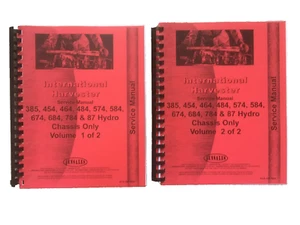 International
Harvester
Service Manual
385, 454, 464, 484, 574, 584,
674, 684, 784 & 87 Hydro
Chassis Only
Volume 1 of 2
Service Manual
International
Harvester
Service Manual
385, 454, 464, 484, 574, 584,
674, 684, 784 & 87 Hydro
Chassis Only
Volume 2 of 2
Service Manual